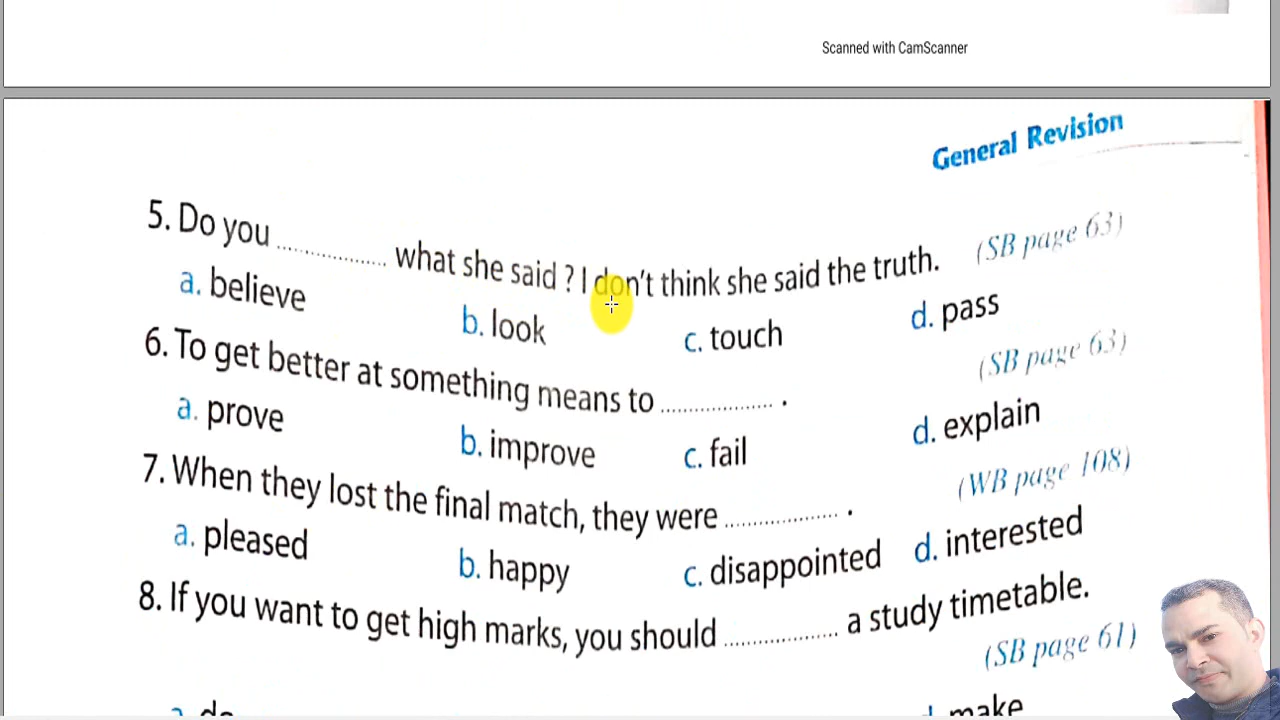 Scanned with CamScanner
General Revision
5. Do you .................. what she said ? I don't think she said the truth. (SB page 63)
a. believe b. look c. touch d. pass
6. To get better at something means to .................. . (SB page 63)
a. prove b. improve c. fail d. explain
7. When they lost the final match, they were .................. . (WB page 108)
a. pleased b. happy c. disappointed d. interested
8. If you want to get high marks, you should .................. a study timetable.
(SB page 61)
a. do d. make